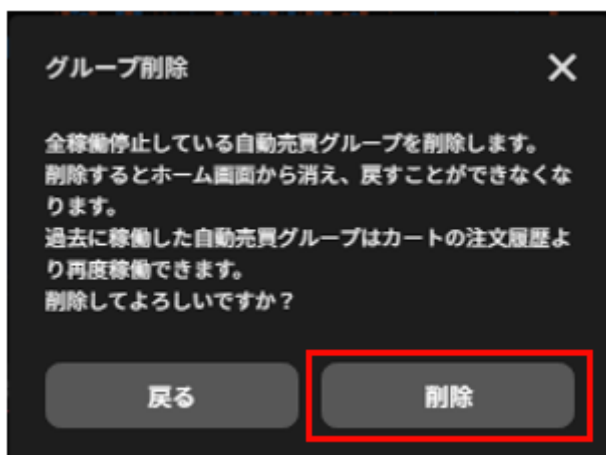 グループ削除
全稼働停止している自動売買グループを削除します。
削除するとホーム画面から消え、戻すことができなくな
ります。
過去に稼働した自動売買グループはカートの注文履歴よ
り再度稼働できます。
削除してよろしいですか？
戻る
削除